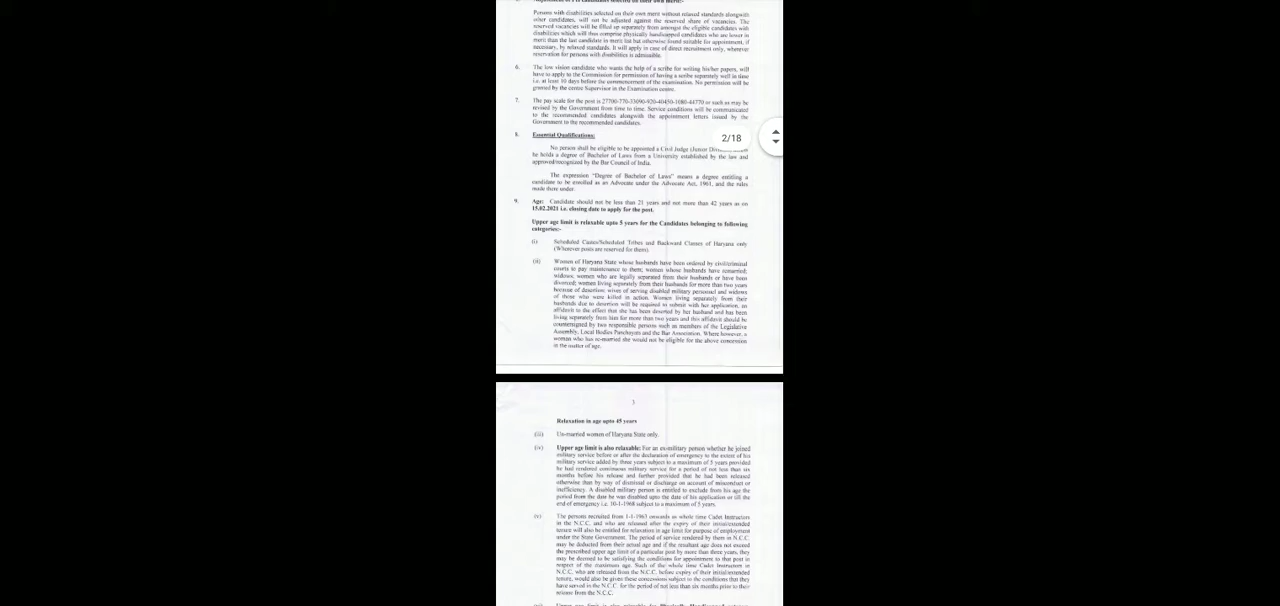 Persons with disabilities selected on their own merit without relaxed standards alongwith
other candidates, will not be adjusted against the reserved share of vacancies. The
reserved vacancies will be filled up separately from amongst the eligible candidates with
disabilities which will thus comprise physically handicapped candidates who are lower in
merit than the last candidate in merit list but otherwise found suitable for appointment, if
necessary, by relaxed standards. It will apply in case of direct recruitment only, wherever
reservation for persons with disabilities is admissible.
6. The low vision candidate who wants the help of a scribe for writing his/her papers, will
have to apply to the Commission for permission of having a scribe separately well in time
i.e. at least 10 days before the commencement of the examination. No permission will be
granted by the centre Supervisor in the Examination centre.
7. The pay scale for the post is 27700-770-33090-920-40450-1080-44770 or such as may be
revised by the Government from time to time. Service conditions will be communicated
to the recommended candidates alongwith the appointment letters issued by the
Government to the recommended candidates.
8. Essential Qualifications:
2/18
No person shall be eligible to be appointed a Civil Judge (Junior
he holds a degree of Bachelor of Laws from a University established by the law and
approved/recognized by the Bar Council of India.
The expression "Degree of Bachelor of Laws" means a degree entitling a
candidate to be enrolled as an Advocate under the Advocate Act, 1961, and the rules
made there under.
9. Age: Candidate should not be less than 21 years and not more than 42 years as on
15.02.2021 i.e. closing date to apply for the post.
Upper age limit is relaxable upto 5 years for the Candidates belonging to following
categories:-
(i) Scheduled Castes/Scheduled Tribes and Backward Classes of Haryana only
(Wherever posts are reserved for them).
(ii) Women of Haryana State whose husbands have been ordered by civil/criminal
courts to pay maintenance to them; women whose husbands have remarried;
widows; women who are legally separated from their husbands or have been
divorced; women living separately from their husbands for more than two years
because of desertion; wives of serving disabled military personnel and widows
of those who were killed in action. Women living separately from their
husbands due to desertion will be required to submit with her application, an
affidavit to the effect that she has been deserted by her husband and has been
living separately from him for more than two years and this affidavit should be
countersigned by two responsible persons such as members of the Legislative
Assembly, Local Bodies/Panchayats and the Bar Association. Where however, a
woman who has re-married she would not be eligible for the above concession
in the matter of age.
3
Relaxation in age upto 45 years
(iii) Un-married women of Haryana State only.
(iv) Upper age limit is also relaxable: For an ex-military person whether he joined
military service before or after the declaration of emergency to the extent of his
military service added by three years subject to a maximum of 5 years provided
he had rendered continuous military service for a period of not less than six
months before his release and further provided that he had been released
otherwise than by way of dismissal or discharge on account of misconduct or
inefficiency. A disabled military person is entitled to exclude from his age the
period from the date he was disabled upto the date of his application or till the
end of emergency i.e. 10-1-1968 subject to a maximum of 5 years.
(v) The persons recruited from 1-1-1963 onwards as whole time Cadet Instructors
in the N.C.C. and who are released after the expiry of their initial/extended
tenure will also be entitled for relaxation in age limit for purpose of employment
under the State Government. The period of service rendered by them in N.C.C.
may be deducted from their actual age and if the resultant age does not exceed
the prescribed upper age limit of a particular post by more than three years, they
may be deemed to be satisfying the conditions for appointment to that post in
respect of the maximum age. Such of the whole time Cadet Instructors in
N.C.C. who are released from the N.C.C. before expiry of their initial/extended
tenure, would also be given these concessions subject to the conditions that they
have served in the N.C.C. for the period of not less than six months prior to their
release from the N.C.C.